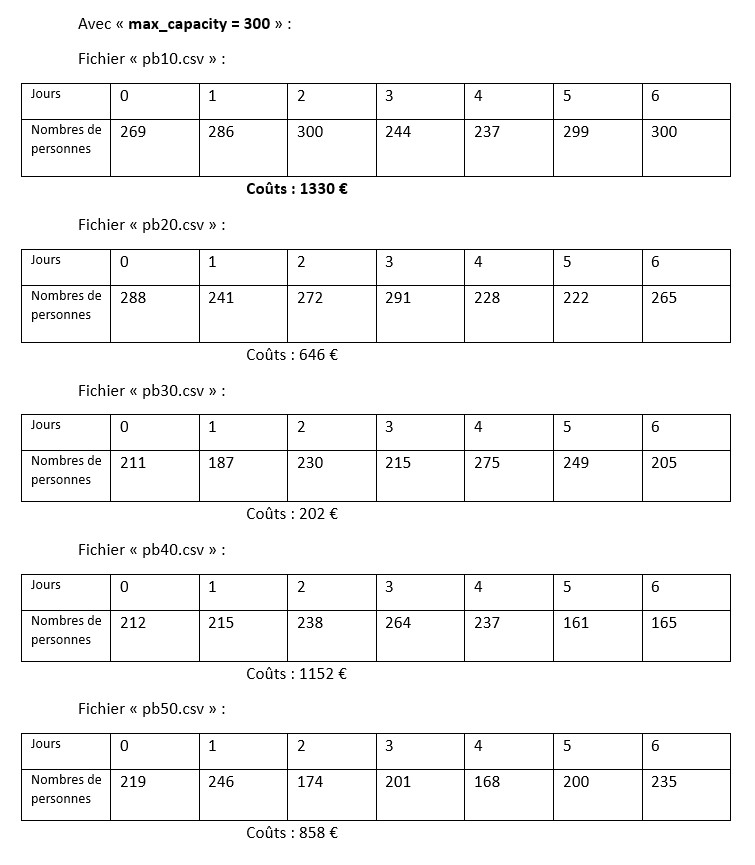 Avec « max_capacity = 300 » :
Fichier « pb10.csv » :
Jours 0 1 2 3 4 5 6
Nombres de personnes 269 286 300 244 237 299 300
Coûts : 1330 €
Fichier « pb20.csv » :
Jours 0 1 2 3 4 5 6
Nombres de personnes 288 241 272 291 228 222 265
Coûts : 646 €
Fichier « pb30.csv » :
Jours 0 1 2 3 4 5 6
Nombres de personnes 211 187 230 215 275 249 205
Coûts : 202 €
Fichier « pb40.csv » :
Jours 0 1 2 3 4 5 6
Nombres de personnes 212 215 238 264 237 161 165
Coûts : 1152 €
Fichier « pb50.csv » :
Jours 0 1 2 3 4 5 6
Nombres de personnes 219 246 174 201 168 200 235
Coûts : 858 €